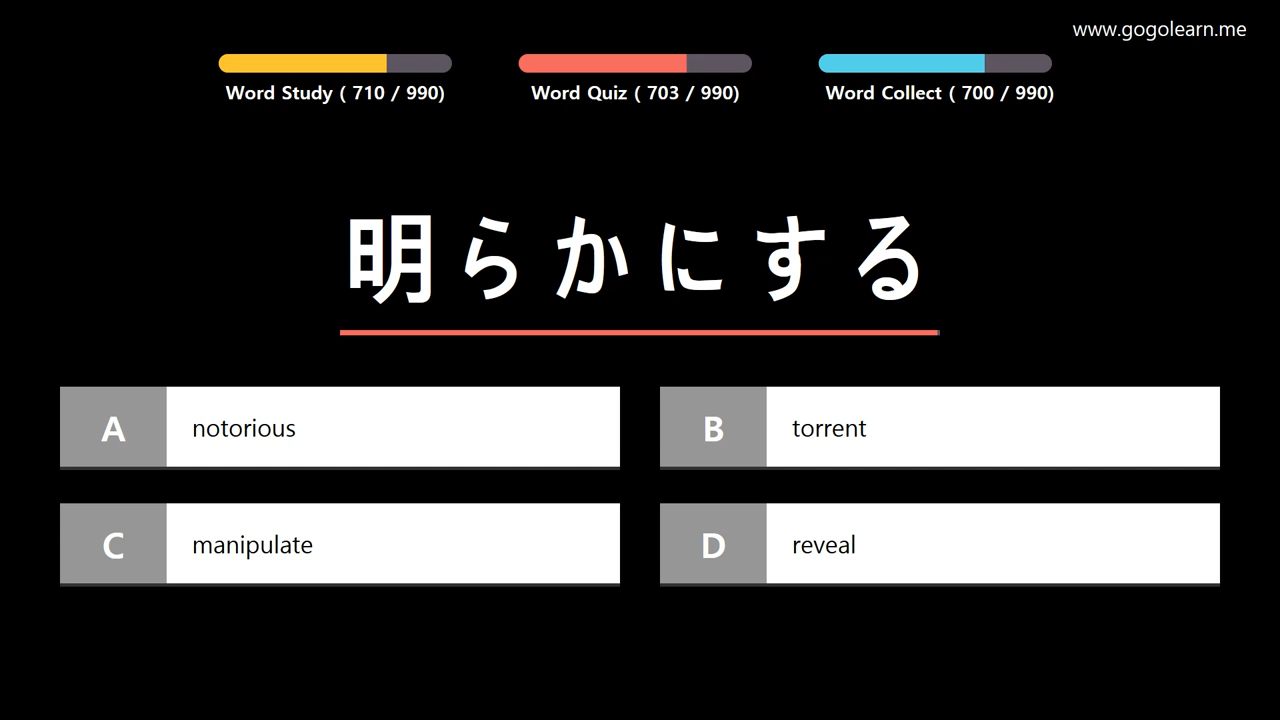 www.gogolearn.me
Word Study ( 710 / 990)
Word Quiz ( 703 / 990)
Word Collect ( 700 / 990)
明らかにする
A notorious
B torrent
C manipulate
D reveal